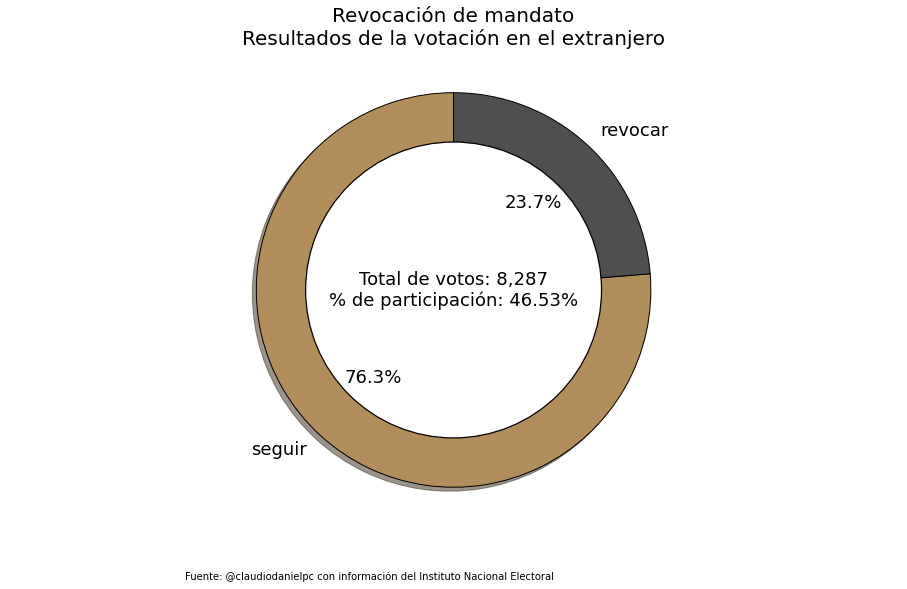 Revocación de mandato
Resultados de la votación en el extranjero
revocar
23.7%
Total de votos: 8,287
% de participación: 46.53%
76.3%
seguir
Fuente: @claudiodanielpc con información del Instituto Nacional Electoral